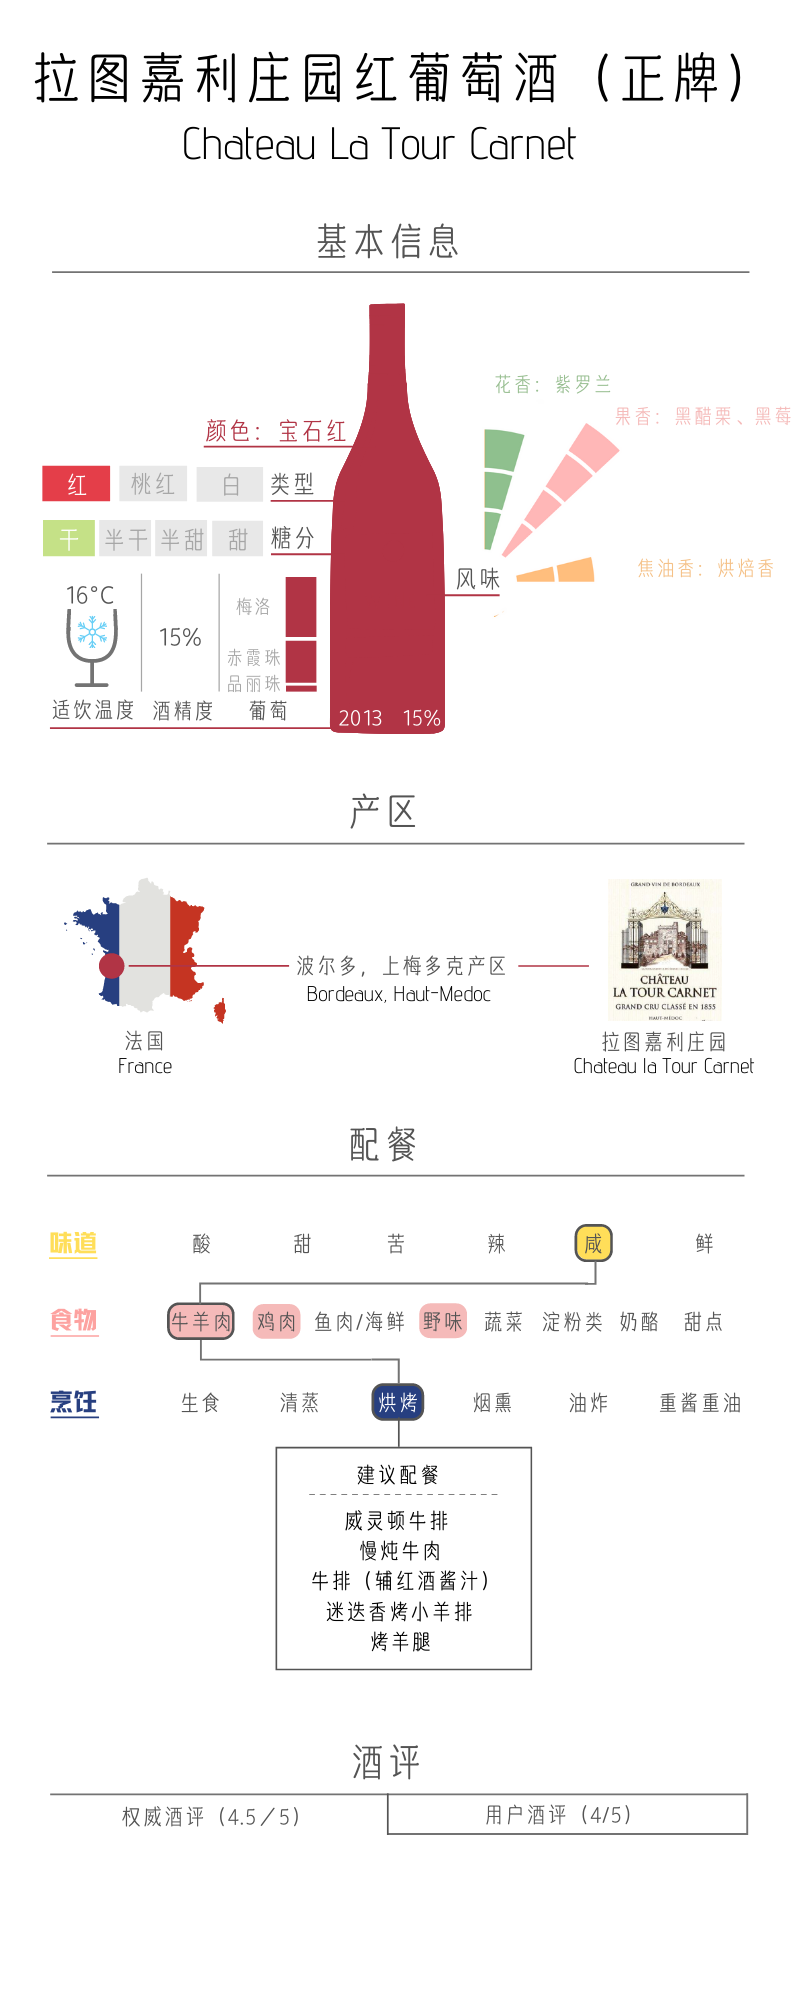 拉图嘉利庄园红葡萄酒（正牌）
Chateau La Tour Carnet
基本信息
花香：紫罗兰
果香：黑醋栗、黑莓
颜色：宝石红
红 桃红 白 类型
干 半干 半甜 甜 糖分
焦油香：烘焙香
风味
16°C
15%
梅洛
赤霞珠
品丽珠
适饮温度 酒精度 葡萄
2013 15%
产区
波尔多，上梅多克产区
Bordeaux, Haut-Medoc
法国
France
GRAND VIN DE BORDEAUX
CHÂTEAU
LA TOUR CARNET
GRAND CRU CLASSÉ EN 1855
HAUT-MÉDOC
拉图嘉利庄园
Chateau la Tour Carnet
配餐
味道 酸 甜 苦 辣 咸 鲜
食物 牛羊肉 鸡肉 鱼肉/海鲜 野味 蔬菜 淀粉类 奶酪 甜点
烹饪 生食 清蒸 烘烤 烟熏 油炸 重酱重油
建议配餐
威灵顿牛排
慢炖牛肉
牛排（辅红酒酱汁）
迷迭香烤小羊排
烤羊腿
酒评
权威酒评（4.5／5） 用户酒评（4/5）